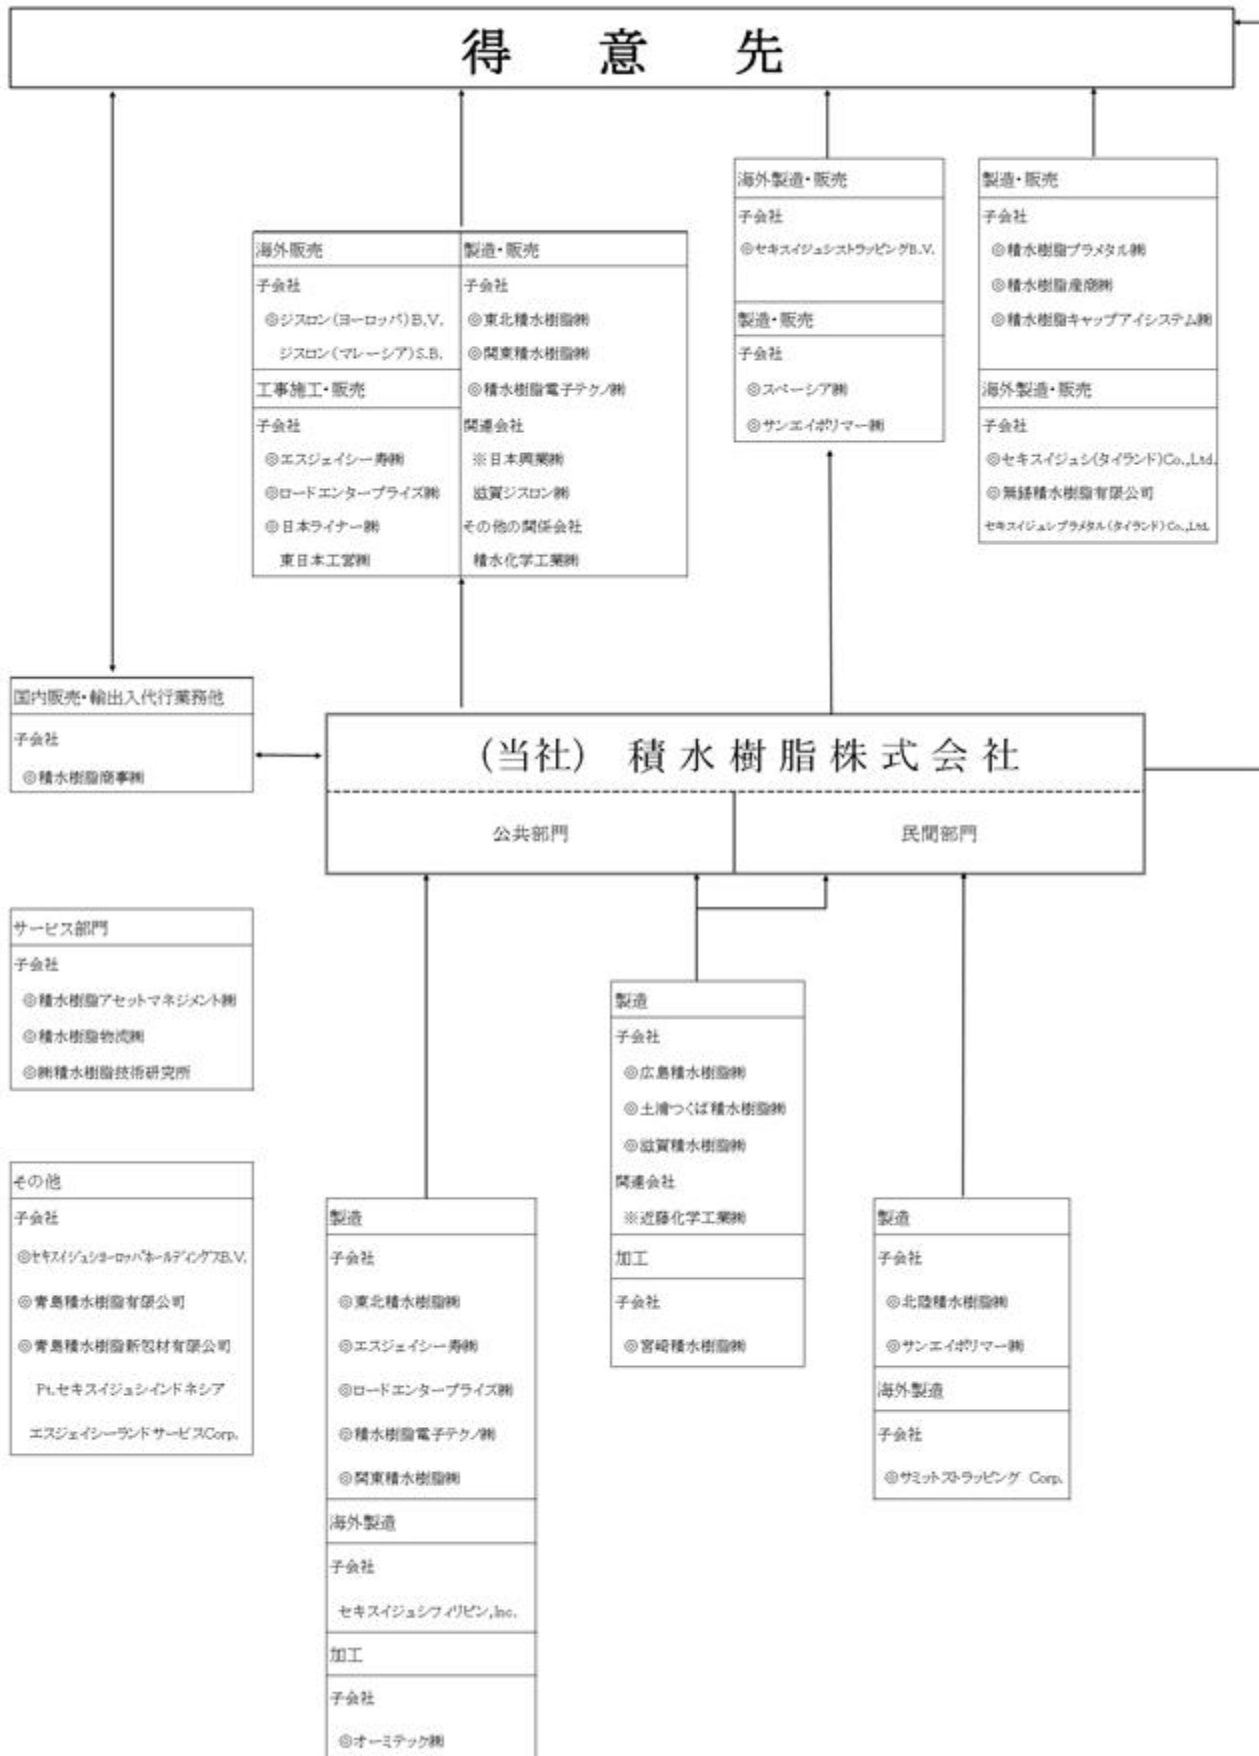 得意先
海外製造・販売
子会社
◎セキスイジュシストラッピングB.V.
製造・販売
子会社
◎スペーシア㈱
◎サンエイポリマー㈱
製造・販売
子会社
◎積水樹脂プラメタル㈱
◎積水樹脂産商㈱
◎積水樹脂キャップアイシステム㈱
海外製造・販売
子会社
◎セキスイジュシ(タイランド)Co.,Ltd.
◎無錫積水樹脂有限公司
セキスイジュシプラメタル(タイランド)Co.,Ltd.
海外販売
子会社
◎ジスロン(ヨーロッパ)B.V.
ジスロン(マレーシア)S.B.
工事施工・販売
子会社
◎エスジェイシー寿㈱
◎ロードエンタープライズ㈱
◎日本ライナー㈱
東日本工営㈱
製造・販売
子会社
◎東北積水樹脂㈱
◎関東積水樹脂㈱
◎積水樹脂電子テクノ㈱
関連会社
※日本興業㈱
滋賀ジスロン㈱
その他の関係会社
積水化学工業㈱
国内販売・輸出入代行業務他
子会社
◎積水樹脂商事㈱
(当社) 積水樹脂株式会社
公共部門
民間部門
サービス部門
子会社
◎積水樹脂アセットマネジメント㈱
◎積水樹脂物流㈱
◎㈱積水樹脂技術研究所
その他
子会社
◎セキスイジュシヨーロッパホールディングスB.V.
◎青島積水樹脂有限公司
◎青島積水樹脂新包材有限公司
Pt.セキスイジュシインドネシア
エスジェイシーランドサービスCorp.
製造
子会社
◎東北積水樹脂㈱
◎エスジェイシー寿㈱
◎ロードエンタープライズ㈱
◎積水樹脂電子テクノ㈱
◎関東積水樹脂㈱
海外製造
子会社
セキスイジュシフィリピン,Inc.
加工
子会社
◎オーミテック㈱
製造
子会社
◎広島積水樹脂㈱
◎土浦つくば積水樹脂㈱
◎滋賀積水樹脂㈱
関連会社
※近藤化学工業㈱
加工
子会社
◎宮崎積水樹脂㈱
製造
子会社
◎北陸積水樹脂㈱
◎サンエイポリマー㈱
海外製造
子会社
◎サミットストラッピング Corp.